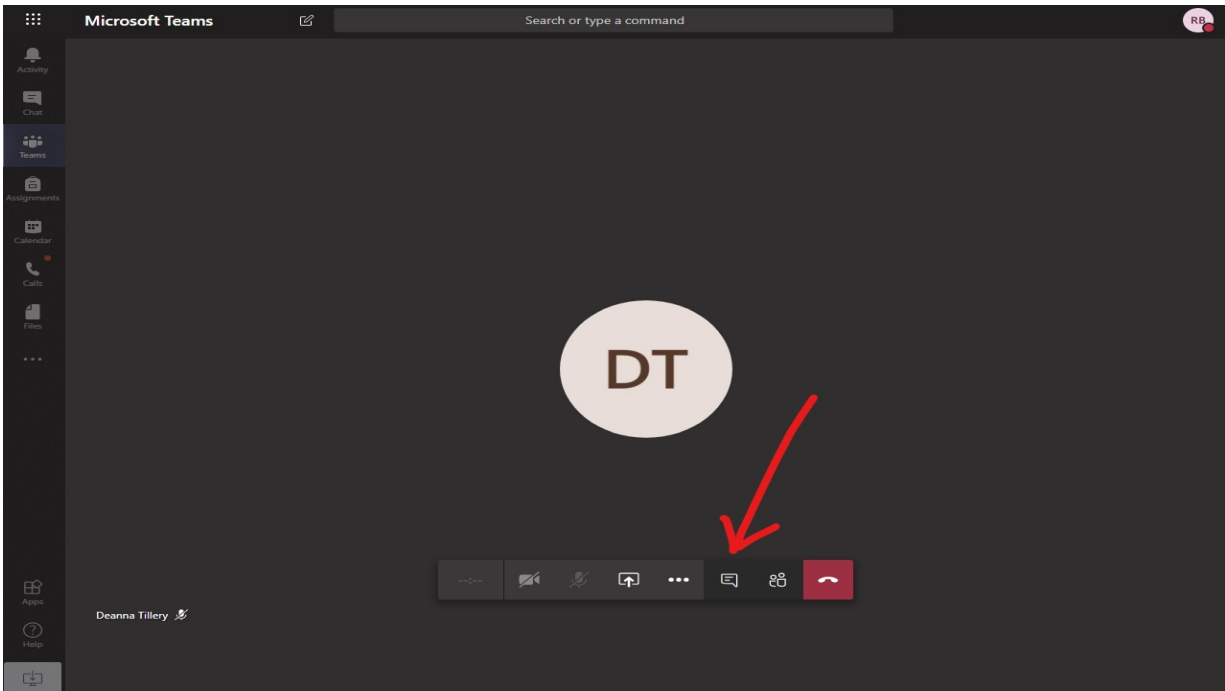 Microsoft Teams
Search or type a command
RB
Activity
Chat
Teams
Assignments
Calendar
Calls
Files
DT
--:--
Apps
Deanna Tillery
Help